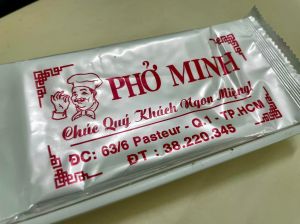 PHỞ MINH
Chúc Quý Khách Ngon Miệng!
ĐC: 63/6 Pasteur - Q.1 - TP.HCM
ĐT : 38.220.345